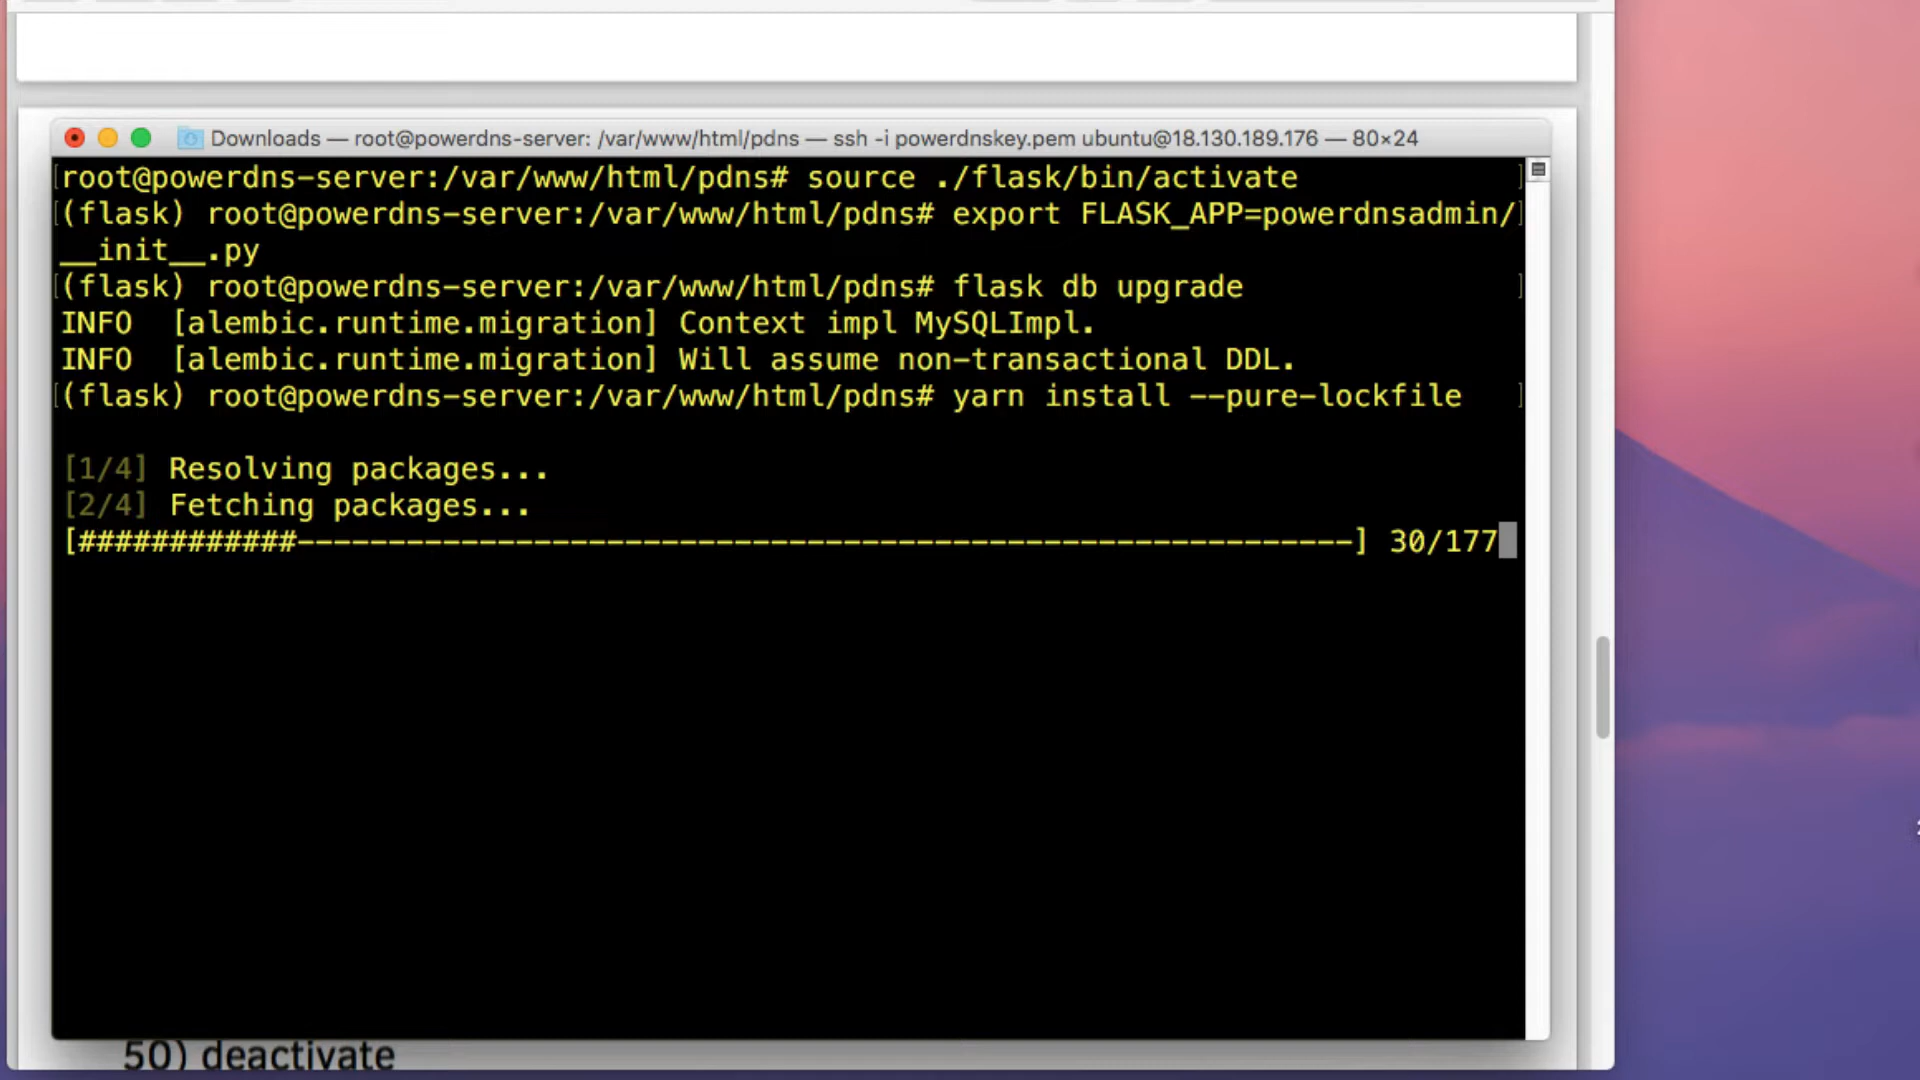 Downloads — root@powerdns-server: /var/www/html/pdns — ssh -i powerdnskey.pem ubuntu@18.130.189.176 — 80×24
[root@powerdns-server:/var/www/html/pdns# source ./flask/bin/activate ]
[(flask) root@powerdns-server:/var/www/html/pdns# export FLASK_APP=powerdnsadmin/]
__init__.py
[(flask) root@powerdns-server:/var/www/html/pdns# flask db upgrade ]
INFO  [alembic.runtime.migration] Context impl MySQLImpl.
INFO  [alembic.runtime.migration] Will assume non-transactional DDL.
[(flask) root@powerdns-server:/var/www/html/pdns# yarn install --pure-lockfile ]
[1/4] Resolving packages...
[2/4] Fetching packages...
[############----------------------------------------------------------] 30/177
50) deactivate